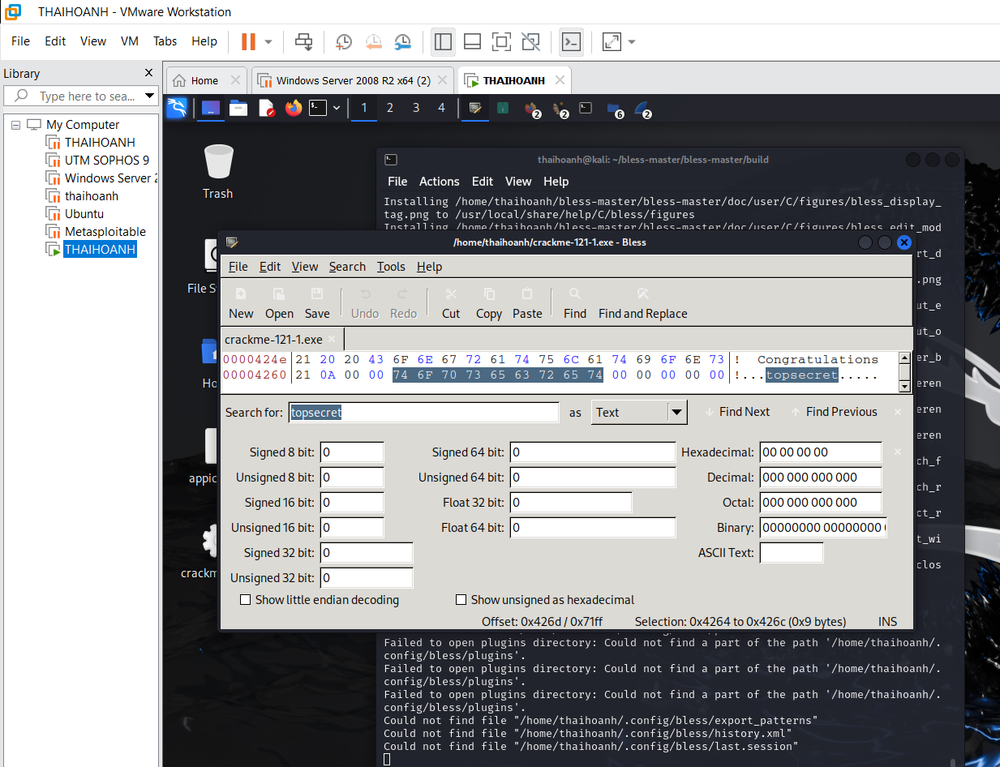 THAIHOANH - VMware Workstation
File Edit View VM Tabs Help
Library
Type here to sea...
Home
Windows Server 2008 R2 x64 (2)
THAIHOANH
1 2 3 4
2 2 6 2
My Computer
THAIHOANH
UTM SOPHOS 9
Windows Server 2
thaihoanh
Ubuntu
Metasploitable
THAIHOANH
Trash
File S
Ho
appic
crackm
thaihoanh@kali: ~/bless-master/bless-master/build
File Actions Edit View Help
Installing /home/thaihoanh/bless-master/bless-master/doc/user/C/figures/bless_display_
tag.png to /usr/local/share/help/C/bless/figures
Installing /home/thaihoanh/bless-master/bless-master/doc/user/C/figures/bless_edit_mod
rt_d
.png
ut_e
ut_o
er_b
eren
eren
eren
ch_f
ch_r
ct_r
t_wi
clos
/home/thaihoanh/crackme-121-1.exe - Bless
File Edit View Search Tools Help
New Open Save Undo Redo Cut Copy Paste Find Find and Replace
crackme-121-1.exe
0000424e 21 20 20 43 6F 6E 67 72 61 74 75 6C 61 74 69 6F 6E 73 !  Congratulations
00004260 21 0A 00 00 74 6F 70 73 65 63 72 65 74 00 00 00 00 00 !...topsecret.....
Search for: topsecret as Text Find Next Find Previous
Signed 8 bit: 0 Signed 64 bit: 0 Hexadecimal: 00 00 00 00
Unsigned 8 bit: 0 Unsigned 64 bit: 0 Decimal: 000 000 000 000
Signed 16 bit: 0 Float 32 bit: 0 Octal: 000 000 000 000
Unsigned 16 bit: 0 Float 64 bit: 0 Binary: 00000000 00000000
Signed 32 bit: 0 ASCII Text:
Unsigned 32 bit: 0
Show little endian decoding Show unsigned as hexadecimal
Offset: 0x426d / 0x71ff Selection: 0x4264 to 0x426c (0x9 bytes) INS
Failed to open plugins directory: Could not find a part of the path '/home/thaihoanh/.
config/bless/plugins'.
Failed to open plugins directory: Could not find a part of the path '/home/thaihoanh/.
config/bless/plugins'.
Failed to open plugins directory: Could not find a part of the path '/home/thaihoanh/.
config/bless/plugins'.
Could not find file "/home/thaihoanh/.config/bless/export_patterns"
Could not find file "/home/thaihoanh/.config/bless/history.xml"
Could not find file "/home/thaihoanh/.config/bless/last.session"